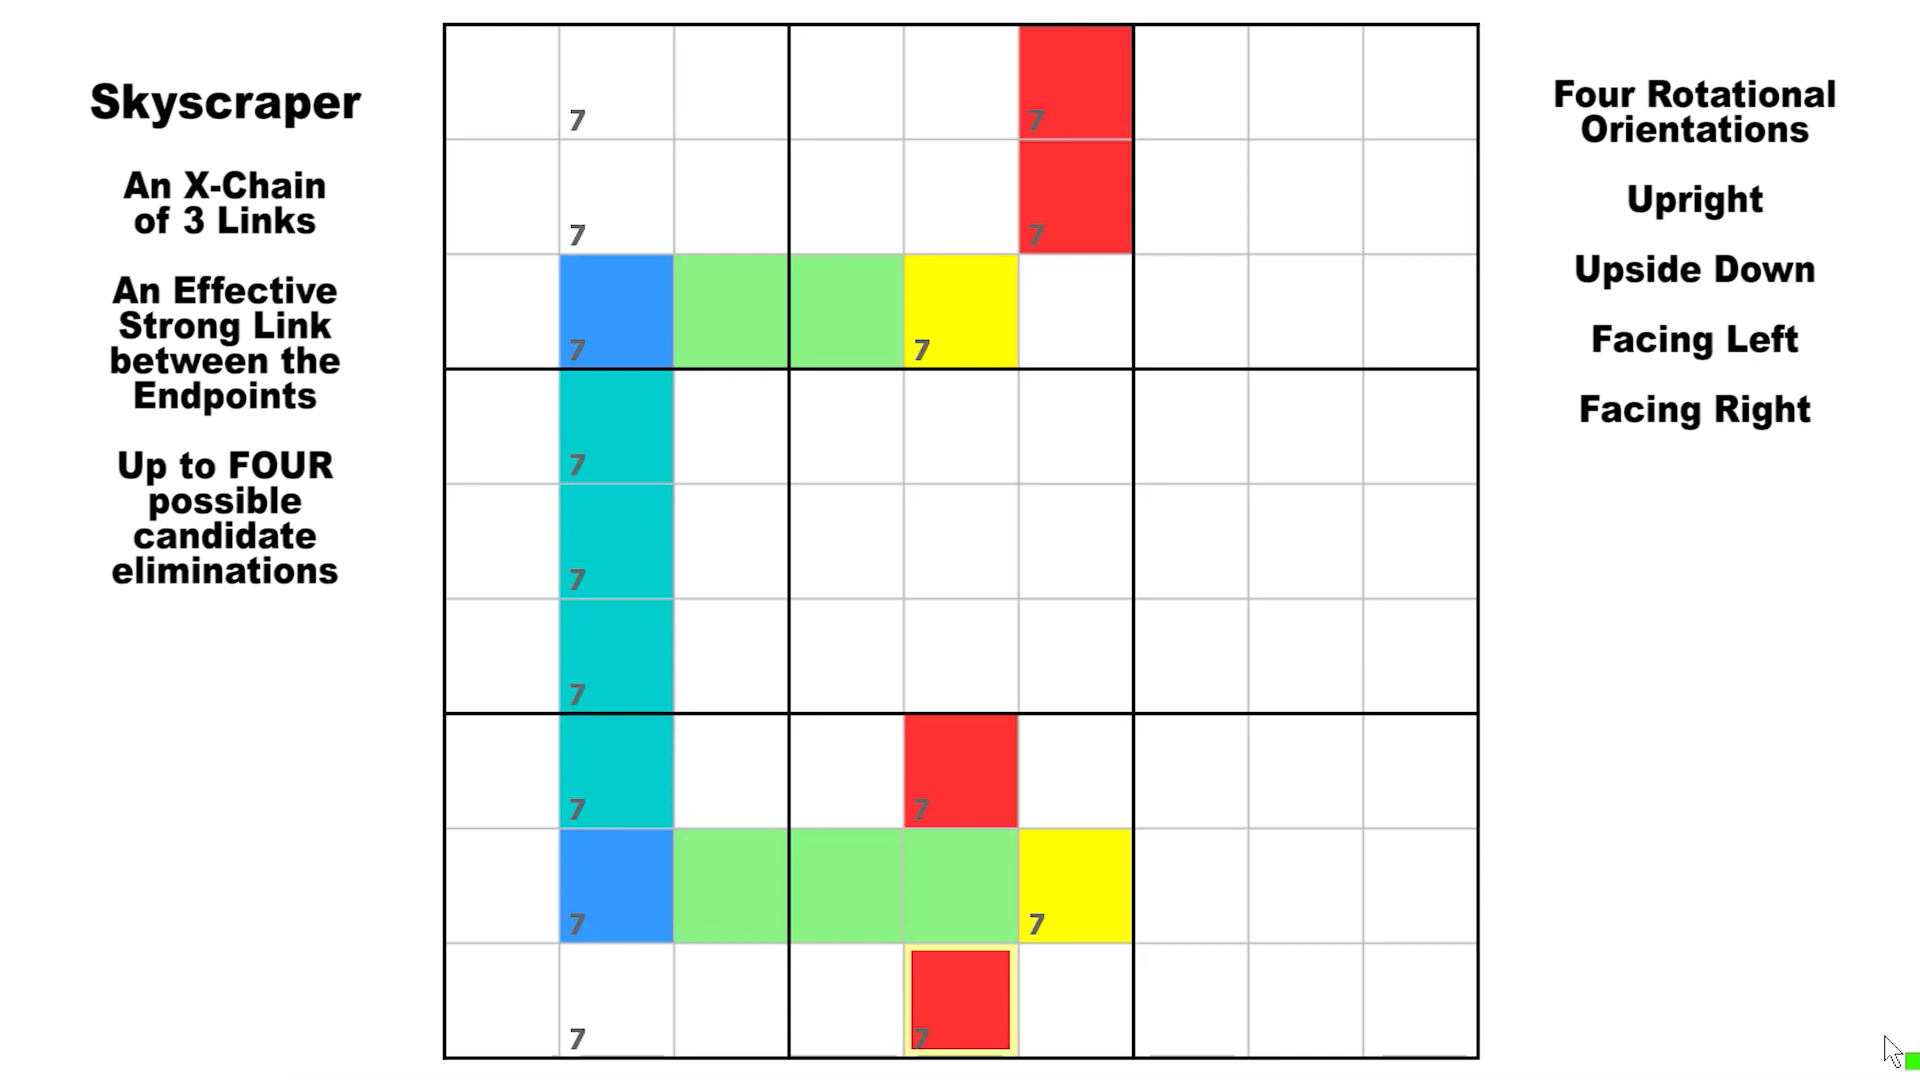 Skyscraper
An X-Chain
of 3 Links
An Effective
Strong Link
between the
Endpoints
Up to FOUR
possible
candidate
eliminations
7 7
7 7
7 7
7
7
7
7 7
7 7
7 7
Four Rotational
Orientations
Upright
Upside Down
Facing Left
Facing Right